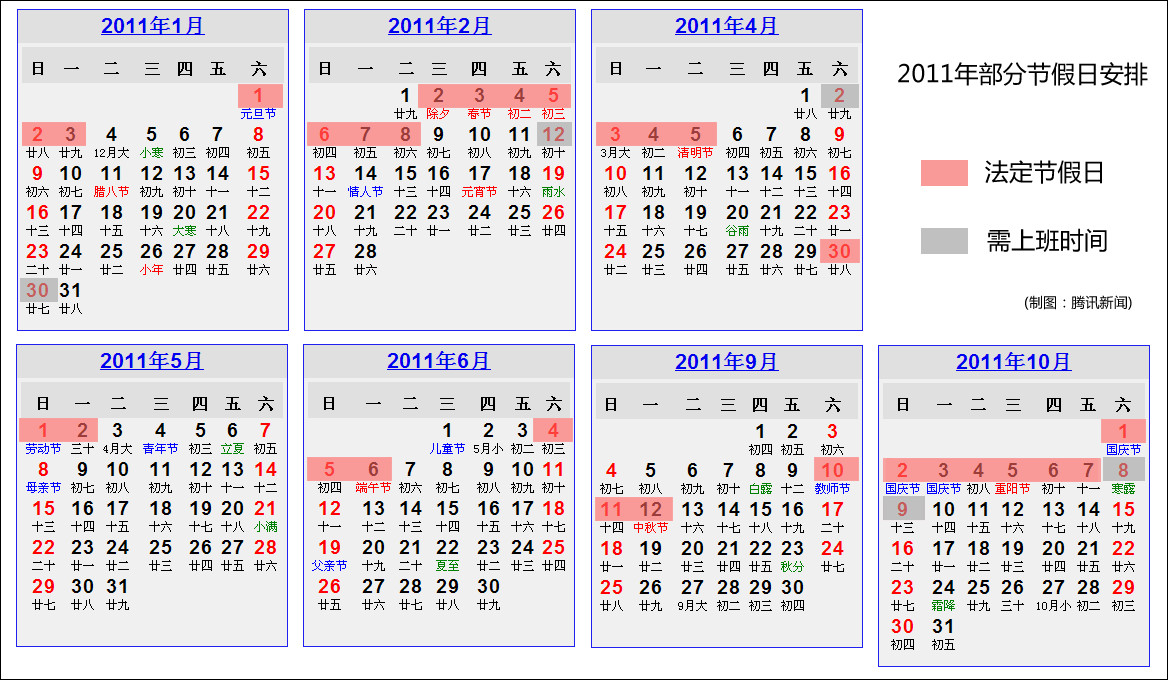 2011年1月
日 一 二 三 四 五 六
1
元旦节
2 3 4 5 6 7 8
廿八 廿九 12月大 小寒 初三 初四 初五
9 10 11 12 13 14 15
初六 初七 腊八节 初九 初十 十一 十二
16 17 18 19 20 21 22
十三 十四 十五 十六 大寒 十八 十九
23 24 25 26 27 28 29
二十 廿一 廿二 小年 廿四 廿五 廿六
30 31
廿七 廿八
2011年2月
日 一 二 三 四 五 六
1 2 3 4 5
廿九 除夕 春节 初二 初三
6 7 8 9 10 11 12
初四 初五 初六 初七 初八 初九 初十
13 14 15 16 17 18 19
十一 情人节 十三 十四 元宵节 十六 雨水
20 21 22 23 24 25 26
十八 十九 二十 廿一 廿二 廿三 廿四
27 28
廿五 廿六
2011年4月
日 一 二 三 四 五 六
1 2
廿八 廿九
3 4 5 6 7 8 9
3月大 初二 清明节 初四 初五 初六 初七
10 11 12 13 14 15 16
初八 初九 初十 十一 十二 十三 十四
17 18 19 20 21 22 23
十五 十六 十七 谷雨 十九 二十 廿一
24 25 26 27 28 29 30
廿二 廿三 廿四 廿五 廿六 廿七 廿八
2011年部分节假日安排
法定节假日
需上班时间
(制图：腾讯新闻)
2011年5月
日 一 二 三 四 五 六
1 2 3 4 5 6 7
劳动节 三十 4月大 青年节 初三 立夏 初五
8 9 10 11 12 13 14
母亲节 初七 初八 初九 初十 十一 十二
15 16 17 18 19 20 21
十三 十四 十五 十六 十七 十八 小满
22 23 24 25 26 27 28
二十 廿一 廿二 廿三 廿四 廿五 廿六
29 30 31
廿七 廿八 廿九
2011年6月
日 一 二 三 四 五 六
1 2 3 4
儿童节 5月小 初二 初三
5 6 7 8 9 10 11
初四 端午节 初六 初七 初八 初九 初十
12 13 14 15 16 17 18
十一 十二 十三 十四 十五 十六 十七
19 20 21 22 23 24 25
父亲节 十九 二十 夏至 廿二 廿三 廿四
26 27 28 29 30
廿五 廿六 廿七 廿八 廿九
2011年9月
日 一 二 三 四 五 六
1 2 3
初四 初五 初六
4 5 6 7 8 9 10
初七 初八 初九 初十 白露 十二 教师节
11 12 13 14 15 16 17
十四 中秋节 十六 十七 十八 十九 二十
18 19 20 21 22 23 24
廿一 廿二 廿三 廿四 廿五 秋分 廿七
25 26 27 28 29 30
廿八 廿九 9月大 初二 初三 初四
2011年10月
日 一 二 三 四 五 六
1
国庆节
2 3 4 5 6 7 8
国庆节 国庆节 初八 重阳节 初十 十一 寒露
9 10 11 12 13 14 15
十三 十四 十五 十六 十七 十八 十九
16 17 18 19 20 21 22
二十 廿一 廿二 廿三 廿四 廿五 廿六
23 24 25 26 27 28 29
廿七 霜降 廿九 三十 10月小 初二 初三
30 31
初四 初五